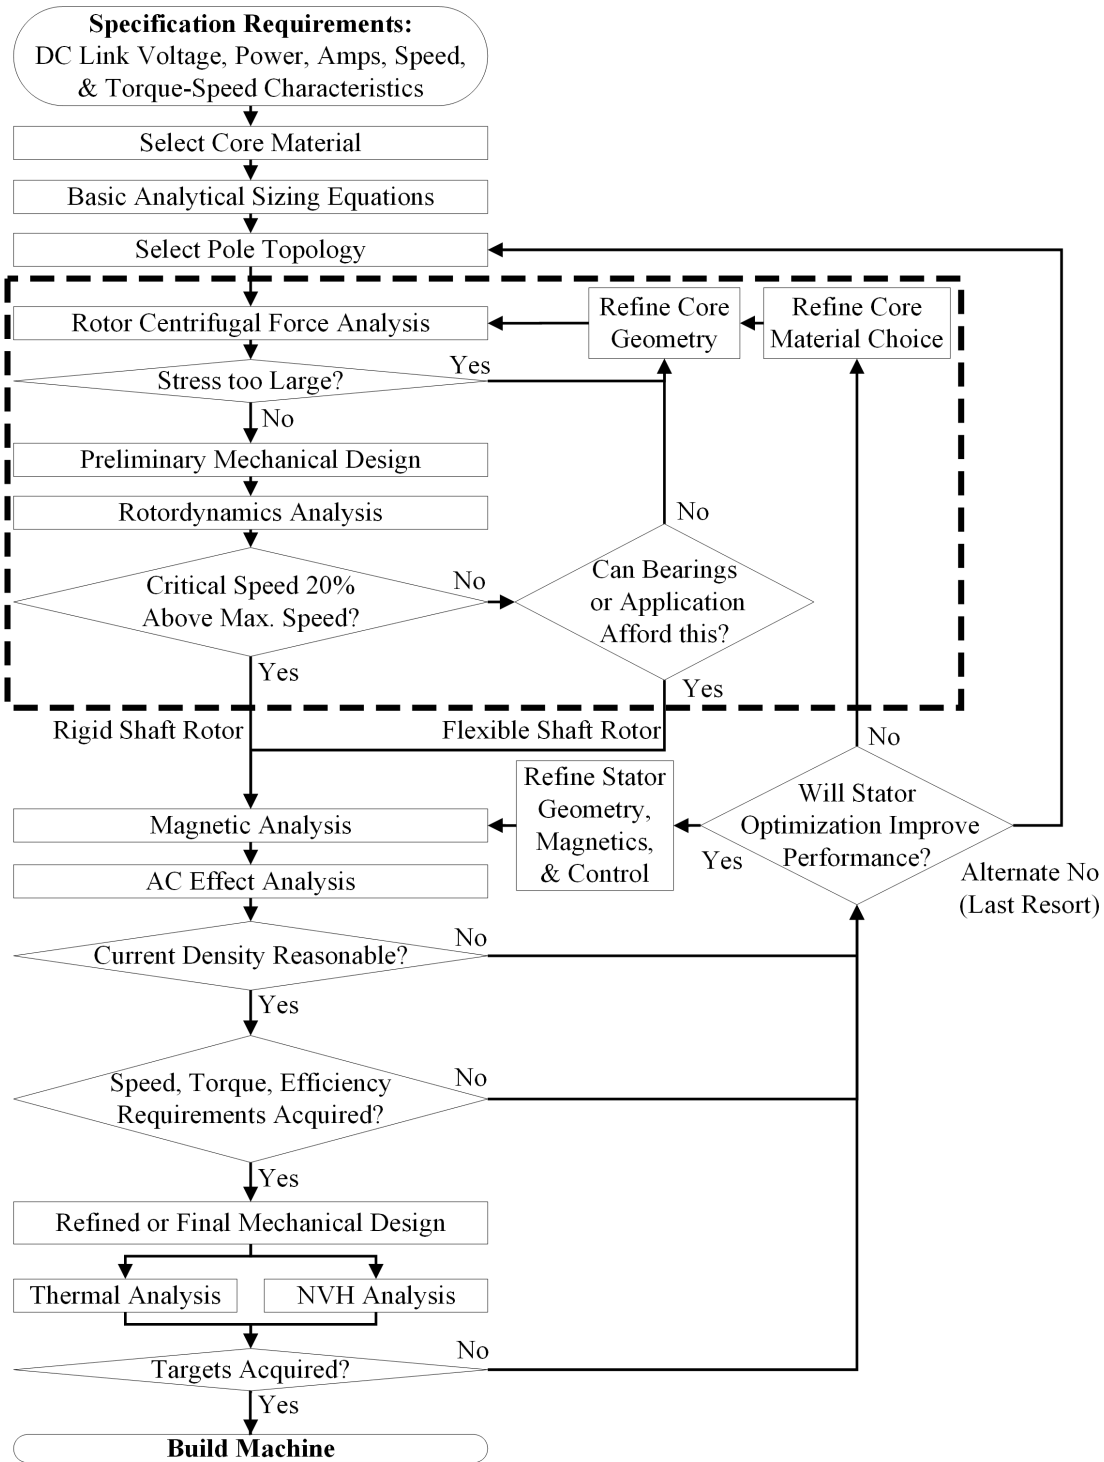 Specification Requirements:
DC Link Voltage, Power, Amps, Speed,
& Torque-Speed Characteristics
Select Core Material
Basic Analytical Sizing Equations
Select Pole Topology
Rotor Centrifugal Force Analysis
Refine Core
Geometry
Refine Core
Material Choice
Stress too Large?
Yes
No
Preliminary Mechanical Design
Rotordynamics Analysis
No
Critical Speed 20%
Above Max. Speed?
No
Can Bearings
or Application
Afford this?
Yes
Yes
Rigid Shaft Rotor
Flexible Shaft Rotor
No
Refine Stator
Geometry,
Magnetics,
& Control
Will Stator
Optimization Improve
Performance?
Yes
Alternate No
(Last Resort)
Magnetic Analysis
AC Effect Analysis
Current Density Reasonable?
No
Yes
Speed, Torque, Efficiency
Requirements Acquired?
No
Yes
Refined or Final Mechanical Design
Thermal Analysis
NVH Analysis
Targets Acquired?
No
Yes
Build Machine